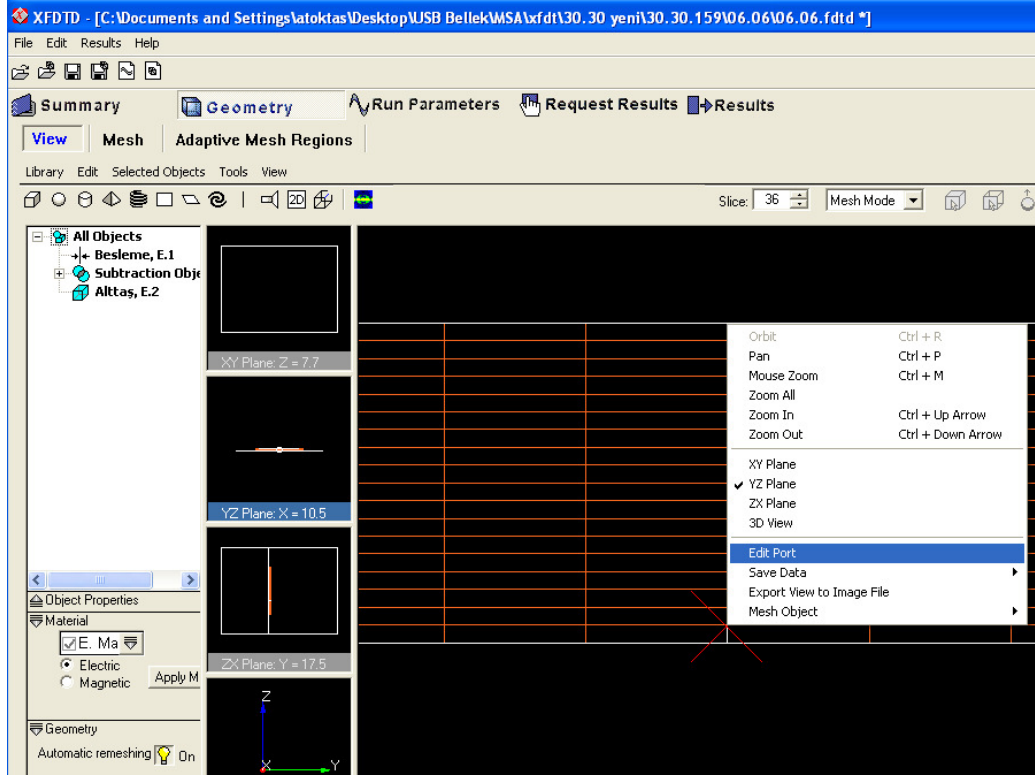 XFDTD - [C:\Documents and Settings\atoktas\Desktop\USB Bellek\MSA\xfdt\30.30 yeni\30.30.159\06.06\06.06.fdtd *]
File Edit Results Help
Summary Geometry Run Parameters Request Results Results
View Mesh Adaptive Mesh Regions
Library Edit Selected Objects Tools View
2D Slice: 36 Mesh Mode
All Objects
Besleme, E.1
Subtraction Obje
Alttaş, E.2
XY Plane: Z = 7.7
YZ Plane: X = 10.5
ZX Plane: Y = 17.5
Z
X Y
Orbit Ctrl + R
Pan Ctrl + P
Mouse Zoom Ctrl + M
Zoom All
Zoom In Ctrl + Up Arrow
Zoom Out Ctrl + Down Arrow
XY Plane
YZ Plane
ZX Plane
3D View
Edit Port
Save Data
Export View to Image File
Mesh Object
Object Properties
Material
E. Ma
Electric
Magnetic Apply M
Geometry
Automatic remeshing On